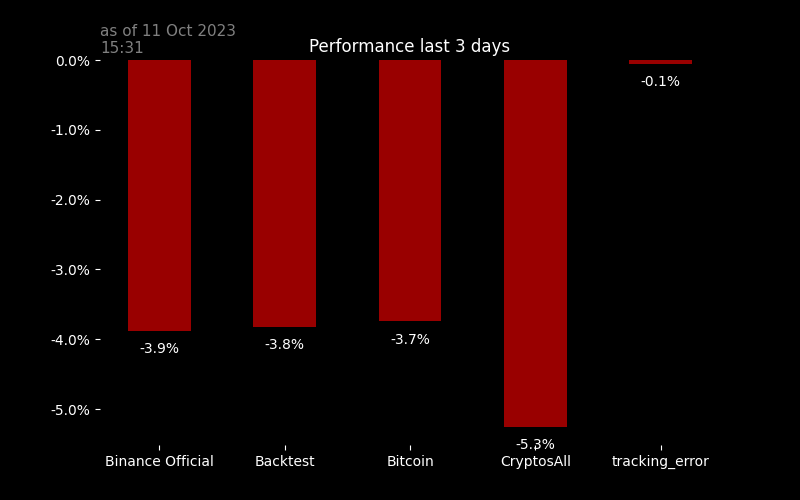 as of 11 Oct 2023
15:31
Performance last 3 days
0.0%
-1.0%
-2.0%
-3.0%
-4.0%
-5.0%
-3.9%
-3.8%
-3.7%
-5.3%
-0.1%
Binance Official
Backtest
Bitcoin
CryptosAll
tracking_error